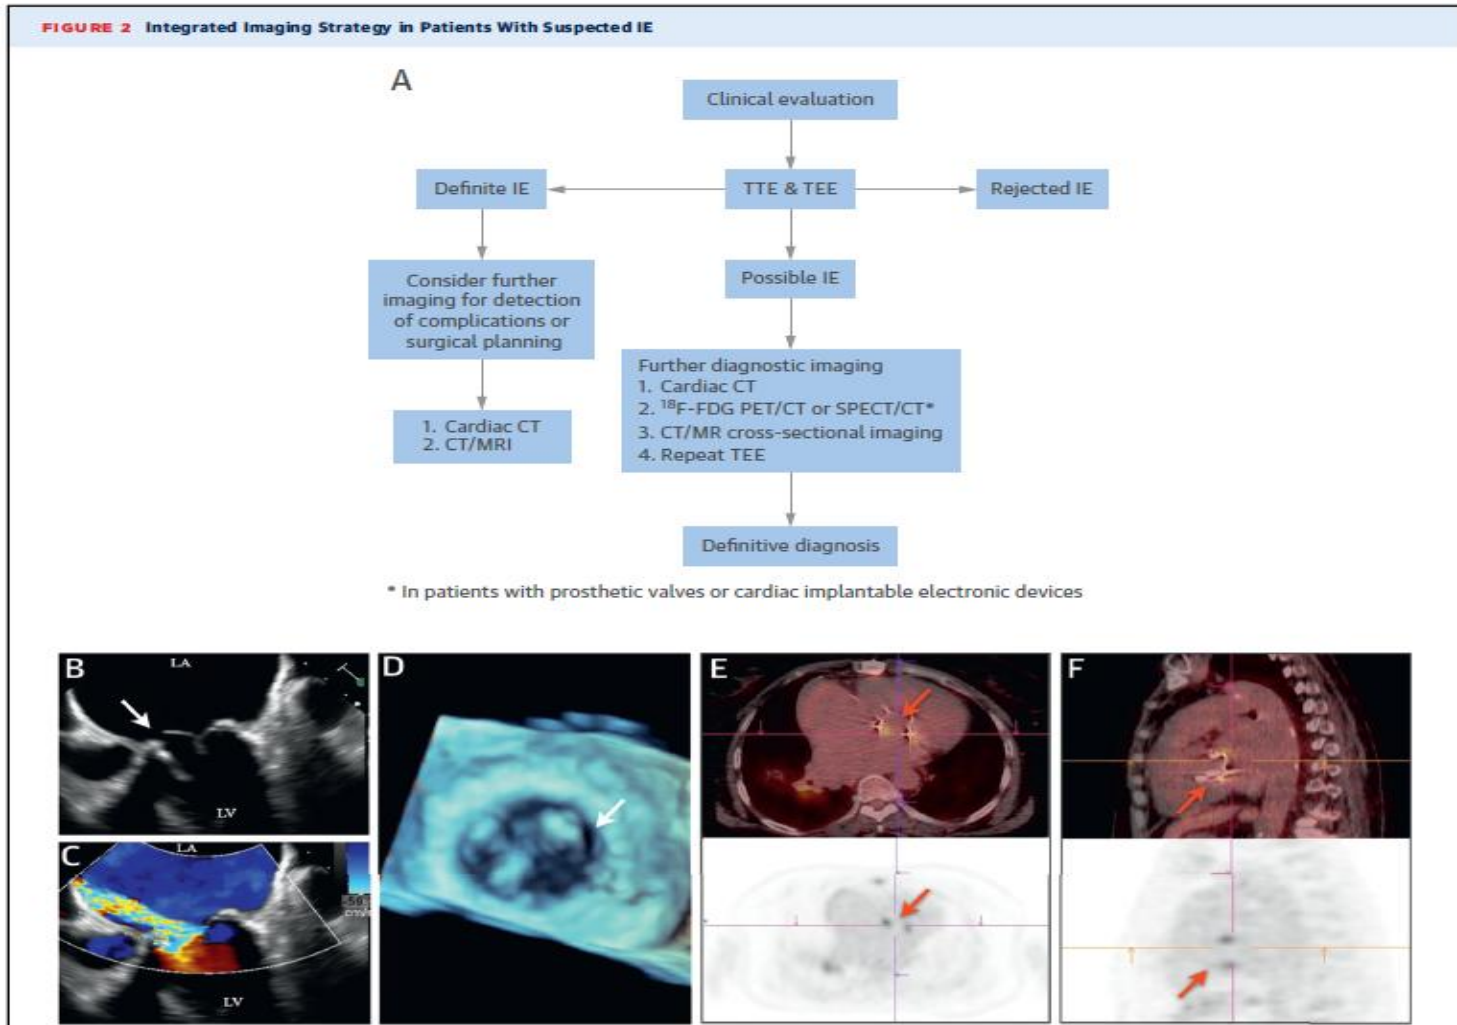 FIGURE 2 Integrated Imaging Strategy in Patients With Suspected IE
A
Clinical evaluation
Definite IE
TTE & TEE
Rejected IE
Consider further
imaging for detection
of complications or
surgical planning
Possible IE
Further diagnostic imaging
1. Cardiac CT
2. ¹⁸F-FDG PET/CT or SPECT/CT*
3. CT/MR cross-sectional imaging
4. Repeat TEE
1. Cardiac CT
2. CT/MRI
Definitive diagnosis
* In patients with prosthetic valves or cardiac implantable electronic devices
B
LA
LV
C
LA
LV
D
E
F